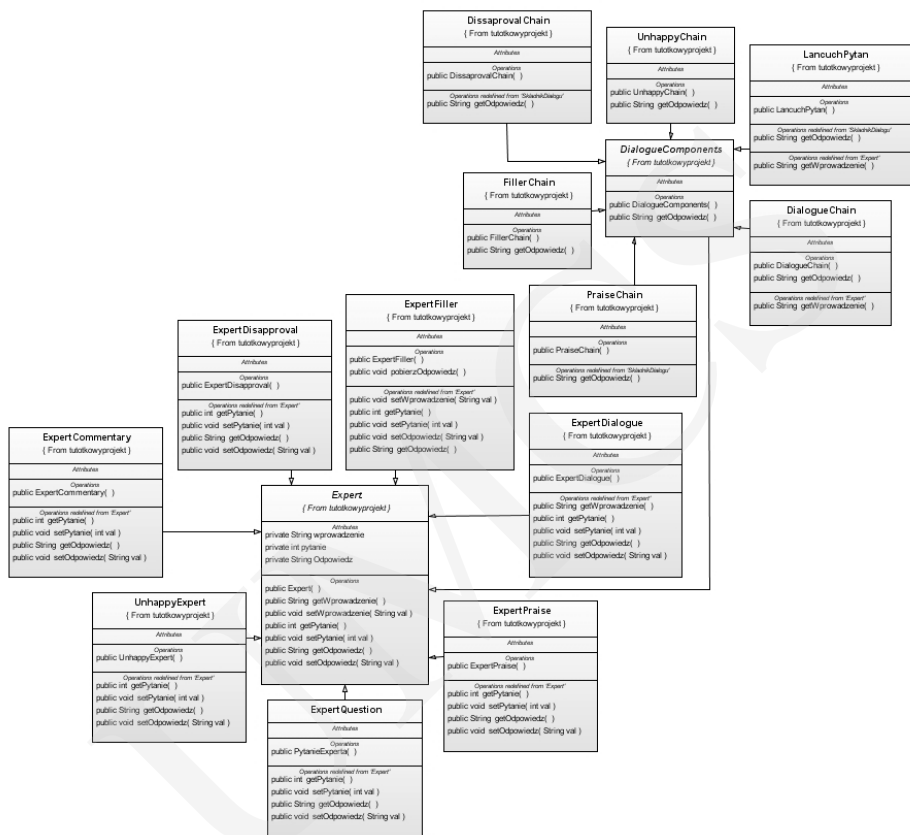 DissaprovalChain
{ From tutotkowyprojekt }
Attributes
Operations
public DissaprovalChain( )
Operations redefined from 'SkladnikDialogu'
public String getOdpowiedz( )
UnhappyChain
{ From tutotkowyprojekt }
Attributes
Operations
public UnhappyChain( )
public String getOdpowiedz( )
LancuchPytan
{ From tutotkowyprojekt }
Attributes
Operations
public LancuchPytan( )
Operations redefined from 'SkladnikDialogu'
public String getOdpowiedz( )
Operations redefined from 'Expert'
public String getWprowadzenie( )
DialogueComponents
{ From tutotkowyprojekt }
Attributes
Operations
public DialogueComponents( )
public String getOdpowiedz( )
FillerChain
{ From tutotkowyprojekt }
Attributes
Operations
public FillerChain( )
public String getOdpowiedz( )
DialogueChain
{ From tutotkowyprojekt }
Attributes
Operations
public DialogueChain( )
public String getOdpowiedz( )
Operations redefined from 'Expert'
public String getWprowadzenie( )
PraiseChain
{ From tutotkowyprojekt }
Attributes
Operations
public PraiseChain( )
Operations redefined from 'SkladnikDialogu'
public String getOdpowiedz( )
ExpertFiller
{ From tutotkowyprojekt }
Attributes
Operations
public ExpertFiller( )
public void pobierzOdpowiedz( )
Operations redefined from 'Expert'
public void setWprowadzenie( String val )
public int getPytanie( )
public void setPytanie( int val )
public void setOdpowiedz( String val )
public String getOdpowiedz( )
ExpertDisapproval
{ From tutotkowyprojekt }
Attributes
Operations
public ExpertDisapproval( )
Operations redefined from 'Expert'
public int getPytanie( )
public void setPytanie( int val )
public String getOdpowiedz( )
public void setOdpowiedz( String val )
ExpertDialogue
{ From tutotkowyprojekt }
Attributes
Operations
public ExpertDialogue( )
Operations redefined from 'Expert'
public String getWprowadzenie( )
public int getPytanie( )
public void setPytanie( int val )
public String getOdpowiedz( )
public void setOdpowiedz( String val )
ExpertCommentary
{ From tutotkowyprojekt }
Attributes
Operations
public ExpertCommentary( )
Operations redefined from 'Expert'
public int getPytanie( )
public void setPytanie( int val )
public String getOdpowiedz( )
public void setOdpowiedz( String val )
Expert
{ From tutotkowyprojekt }
Attributes
private String wprowadzenie
private int pytanie
private String Odpowiedz
Operations
public Expert( )
public String getWprowadzenie( )
public void setWprowadzenie( String val )
public int getPytanie( )
public void setPytanie( int val )
public String getOdpowiedz( )
public void setOdpowiedz( String val )
UnhappyExpert
{ From tutotkowyprojekt }
Attributes
Operations
public UnhappyExpert( )
Operations redefined from 'Expert'
public int getPytanie( )
public void setPytanie( int val )
public String getOdpowiedz( )
public void setOdpowiedz( String val )
ExpertPraise
{ From tutotkowyprojekt }
Attributes
Operations
public ExpertPraise( )
Operations redefined from 'Expert'
public int getPytanie( )
public void setPytanie( int val )
public String getOdpowiedz( )
public void setOdpowiedz( String val )
ExpertQuestion
{ From tutotkowyprojekt }
Attributes
Operations
public PytanieExperta( )
Operations redefined from 'Expert'
public int getPytanie( )
public void setPytanie( int val )
public String getOdpowiedz( )
public void setOdpowiedz( String val )
UMCS